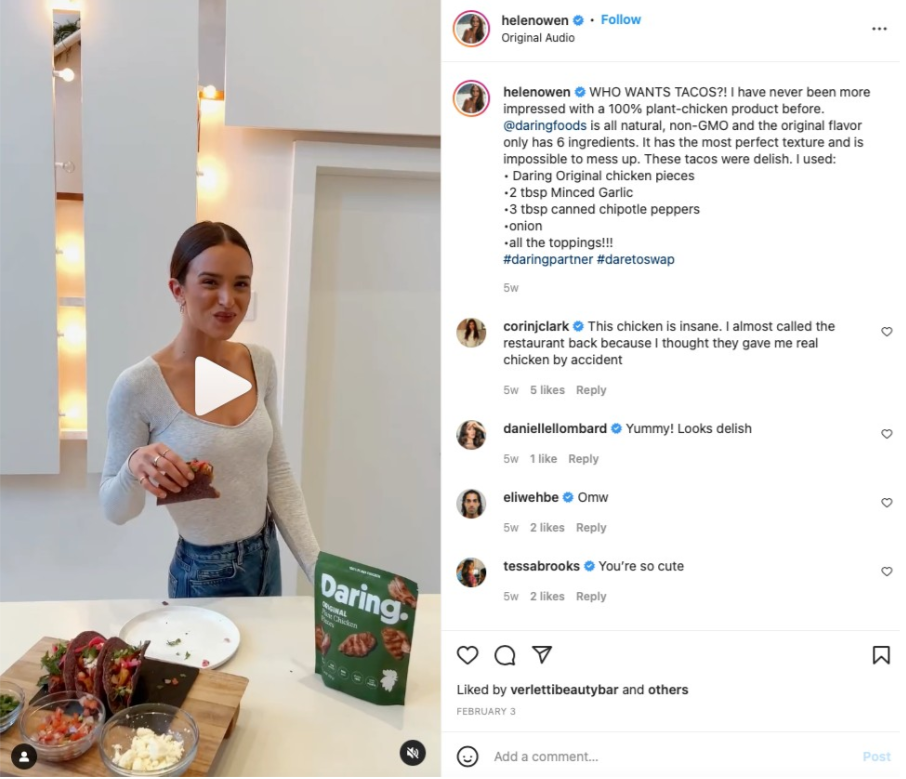 helenowen • Follow
Original Audio
helenowen WHO WANTS TACOS?! I have never been more
impressed with a 100% plant-chicken product before.
@daringfoods is all natural, non-GMO and the original flavor
only has 6 ingredients. It has the most perfect texture and is
impossible to mess up. These tacos were delish. I used:
• Daring Original chicken pieces
•2 tbsp Minced Garlic
•3 tbsp canned chipotle peppers
•onion
•all the toppings!!!
#daringpartner #daretoswap
5w
corinjclark This chicken is insane. I almost called the
restaurant back because I thought they gave me real
chicken by accident
5w 5 likes Reply
daniellellombard Yummy! Looks delish
5w 1 like Reply
eliwehbe Omw
5w 2 likes Reply
tessabrooks You're so cute
5w 2 likes Reply
Liked by verlettibeautybar and others
FEBRUARY 3
Add a comment... Post
Daring.
ORIGINAL
Plant Chicken
Pieces